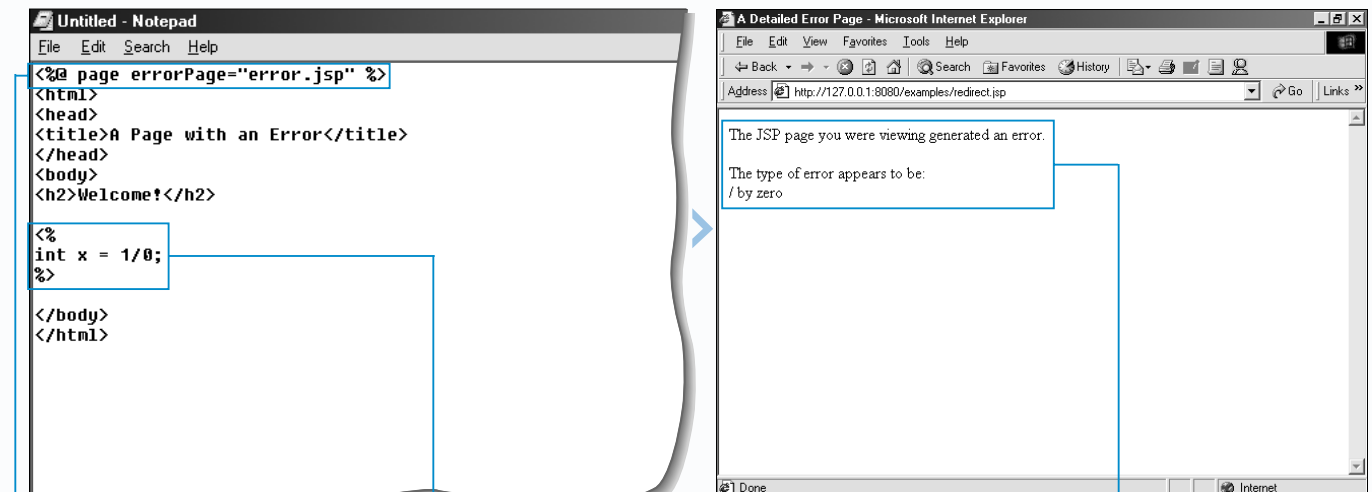 Untitled - Notepad
File Edit Search Help
<%@ page errorPage="error.jsp" %>
<html>
<head>
<title>A Page with an Error</title>
</head>
<body>
<h2>Welcome!</h2>
<%
int x = 1/0;
%>
</body>
</html>
A Detailed Error Page - Microsoft Internet Explorer
File Edit View Favorites Tools Help
Back Search Favorites History
Address http://127.0.0.1:8080/examples/redirect.jsp Go Links »
The JSP page you were viewing generated an error.
The type of error appears to be:
/ by zero
Done Internet